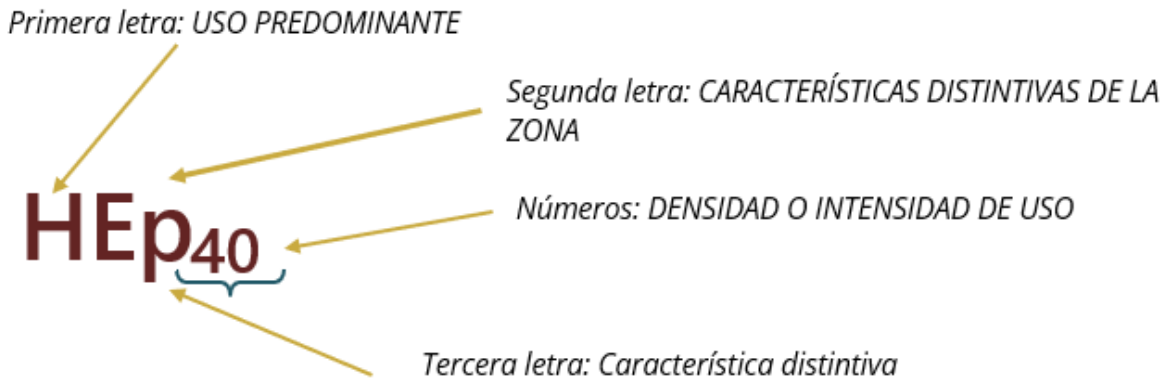 Primera letra: USO PREDOMINANTE
Segunda letra: CARACTERÍSTICAS DISTINTIVAS DE LA
ZONA
HEp40
Números: DENSIDAD O INTENSIDAD DE USO
Tercera letra: Característica distintiva